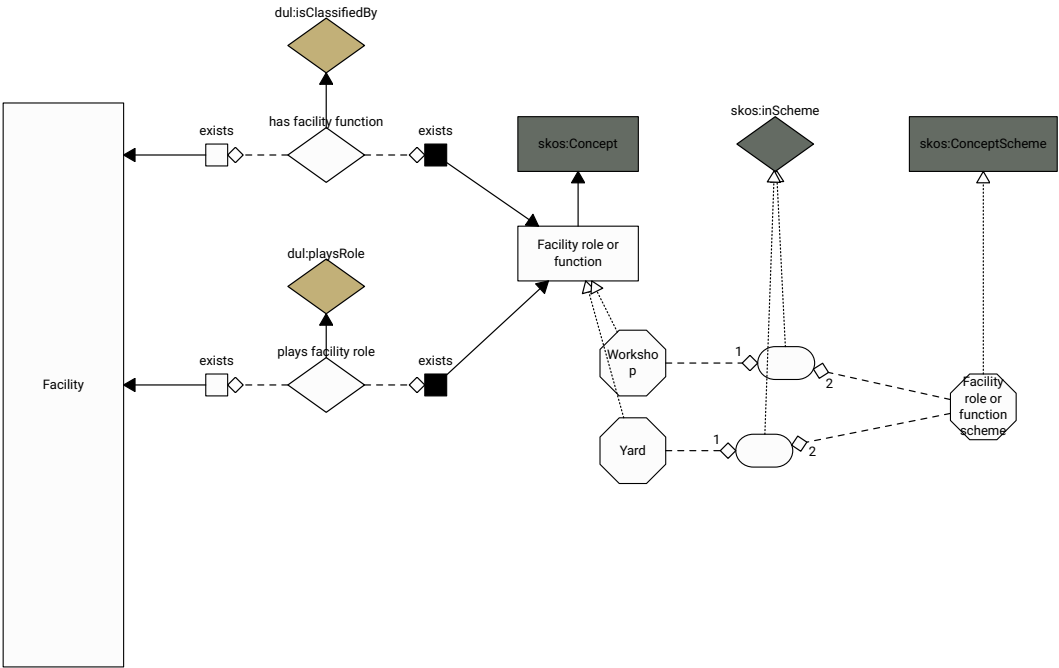 dul:isClassifiedBy
has facility function
exists
exists
skos:Concept
skos:inScheme
skos:ConceptScheme
Facility role or
function
dul:playsRole
plays facility role
exists
exists
Facility
Worksho
p
1
2
Facility
role or
function
scheme
Yard
1
2